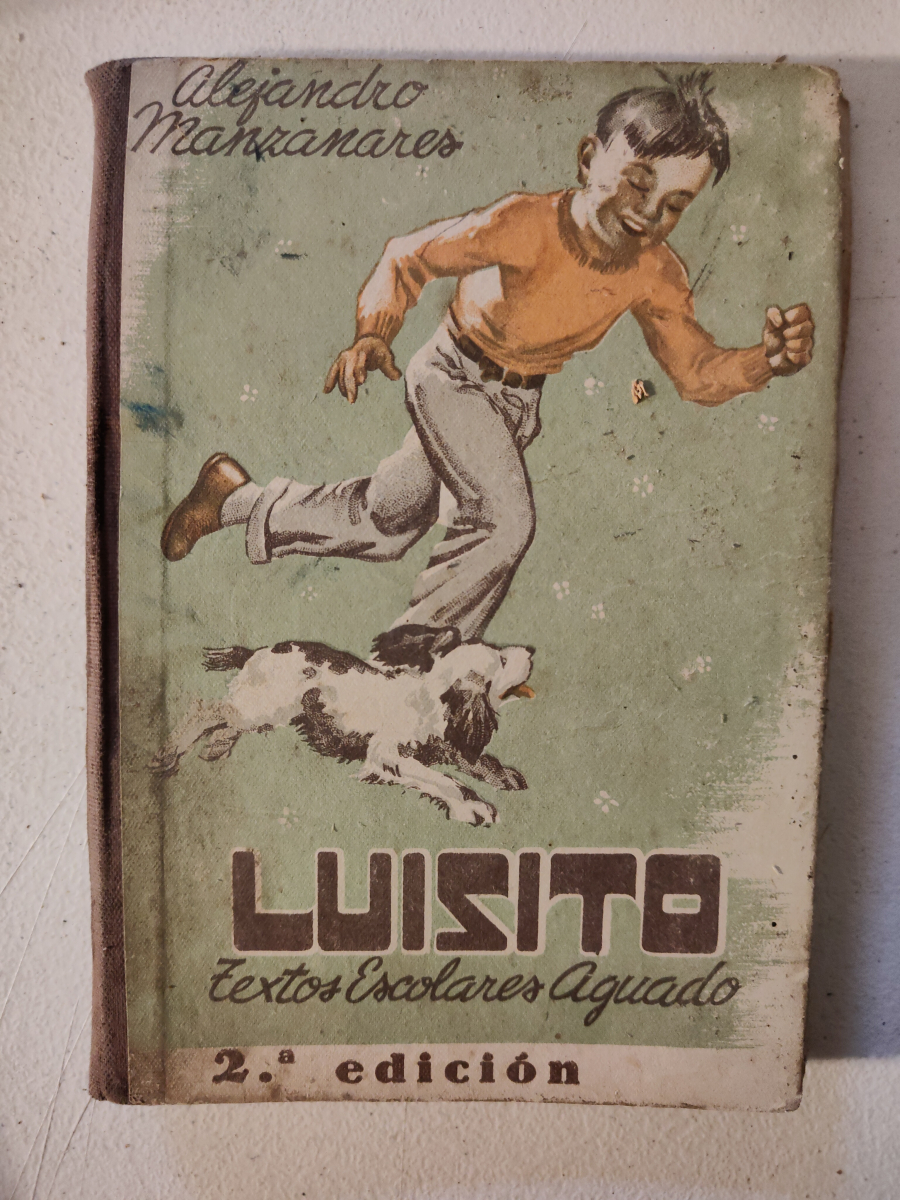 Alejandro
Manzanares
LUISITO
Textos Escolares Aguado
2.ª edición